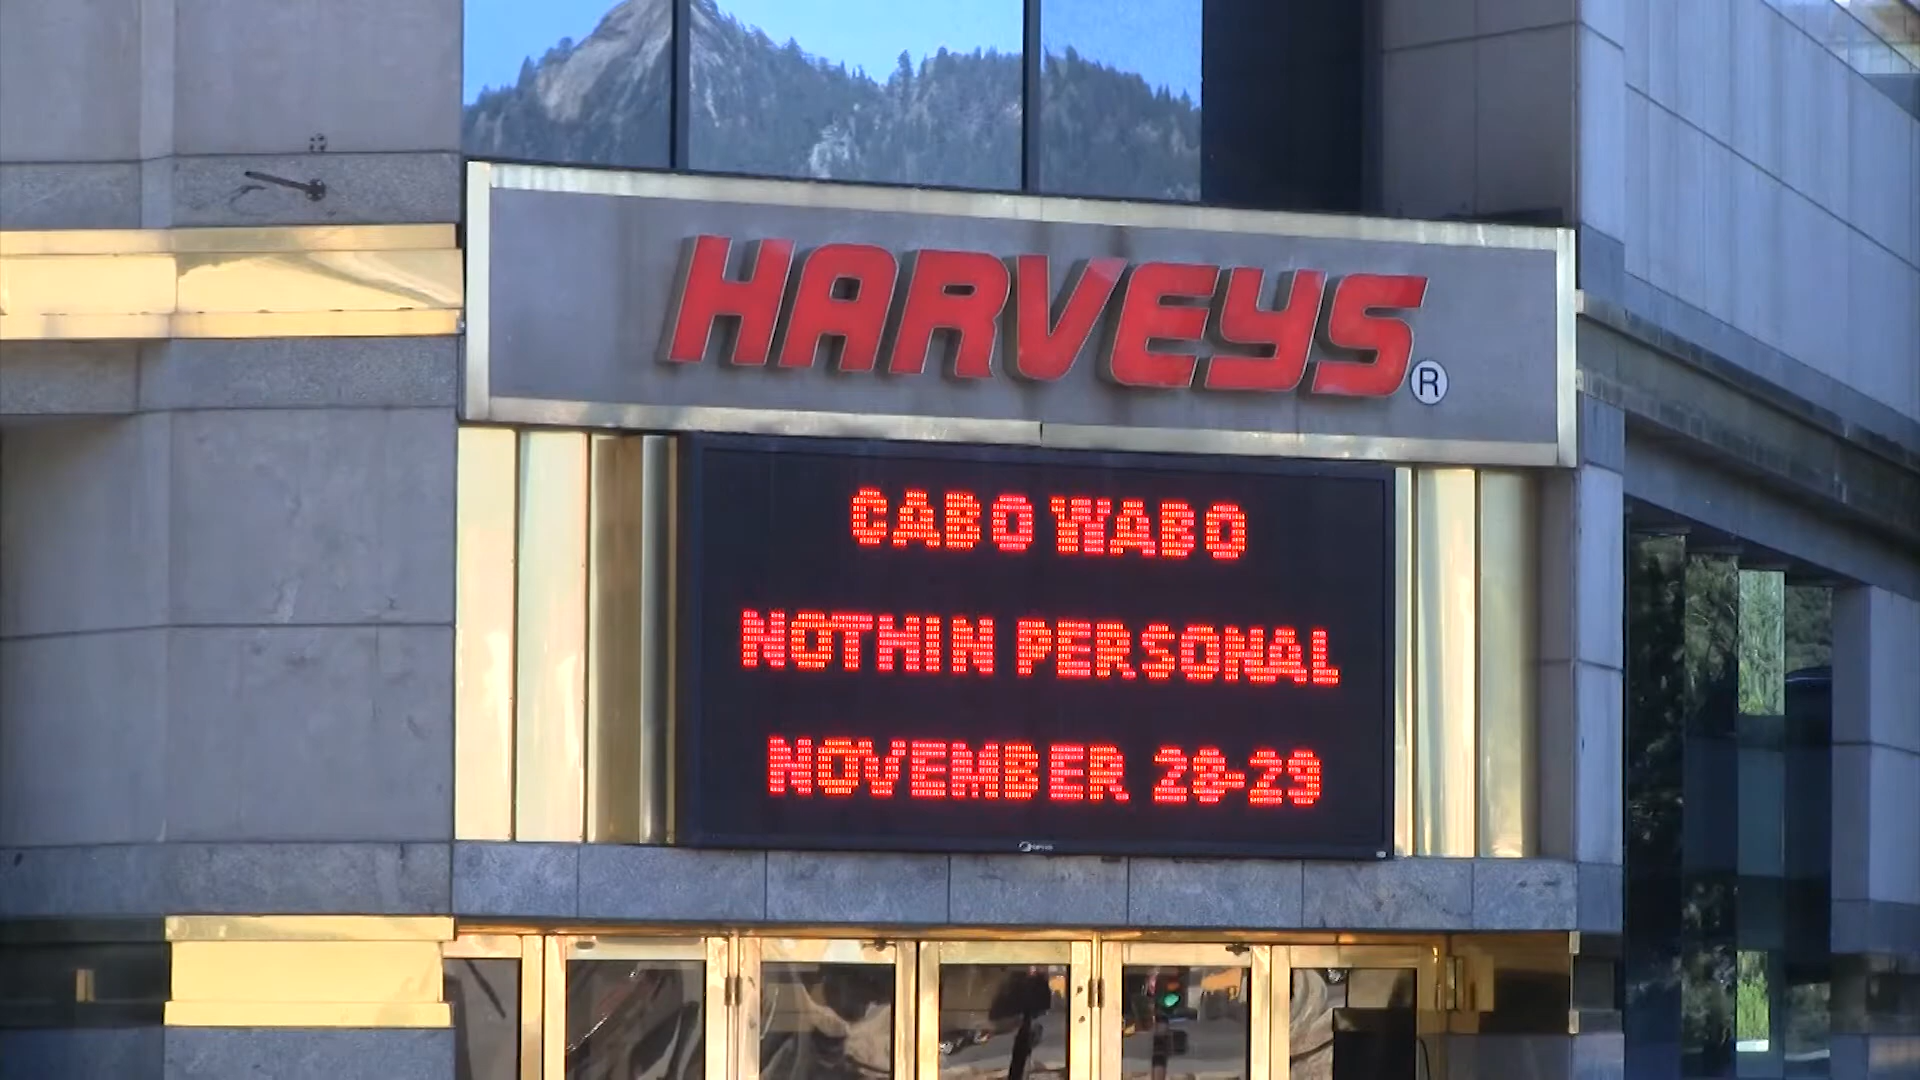 HARVEYS
®
CABO WABO
NOTHIN PERSONAL
NOVEMBER 28-29